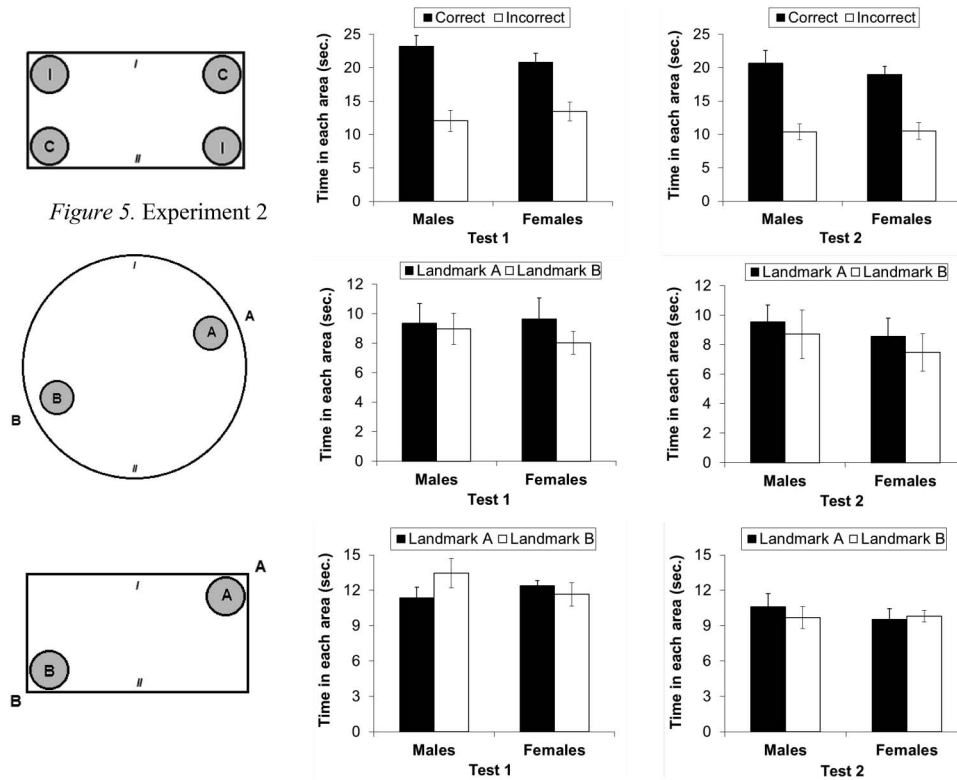 I
I
C
C
I
II
Figure 5. Experiment 2
Correct Incorrect
Time in each area (sec.)
25
20
15
10
5
0
Males Females
Test 1
Correct Incorrect
Time in each area (sec.)
25
20
15
10
5
0
Males Females
Test 2
I
A
A
B
B
II
Landmark A Landmark B
Time in each area (sec.)
12
10
8
6
4
2
0
Males Females
Test 1
Landmark A Landmark B
Time in each area (sec.)
12
10
8
6
4
2
0
Males Females
Test 2
A
I
A
B
II
B
Landmark A Landmark B
Time in each area (sec.)
15
12
9
6
3
0
Males Females
Test 1
Landmark A Landmark B
Time in each area (sec.)
15
12
9
6
3
0
Males Females
Test 2